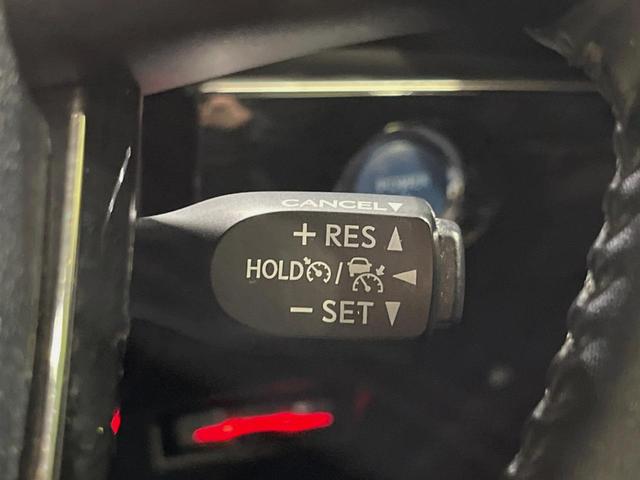 CANCEL▼
+ RES ▲
HOLD / ◀
− SET ▼